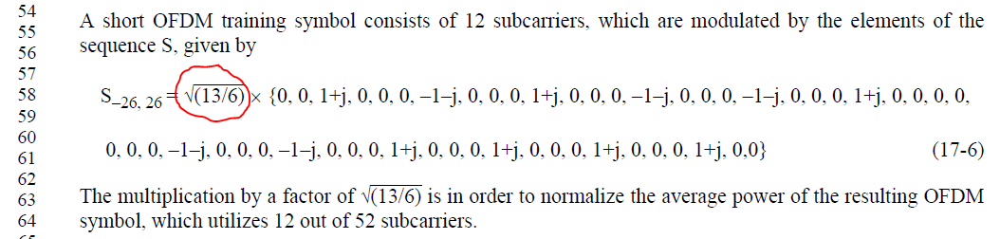 54
55
56
57
58
59
60
61
62
63
64
A short OFDM training symbol consists of 12 subcarriers, which are modulated by the elements of the
sequence S, given by
S–26, 26 = √(13/6) × {0, 0, 1+j, 0, 0, 0, –1–j, 0, 0, 0, 1+j, 0, 0, 0, –1–j, 0, 0, 0, –1–j, 0, 0, 0, 1+j, 0, 0, 0, 0,
0, 0, 0, –1–j, 0, 0, 0, –1–j, 0, 0, 0, 1+j, 0, 0, 0, 1+j, 0, 0, 0, 1+j, 0, 0, 0, 1+j, 0,0} (17-6)
The multiplication by a factor of √(13/6) is in order to normalize the average power of the resulting OFDM
symbol, which utilizes 12 out of 52 subcarriers.